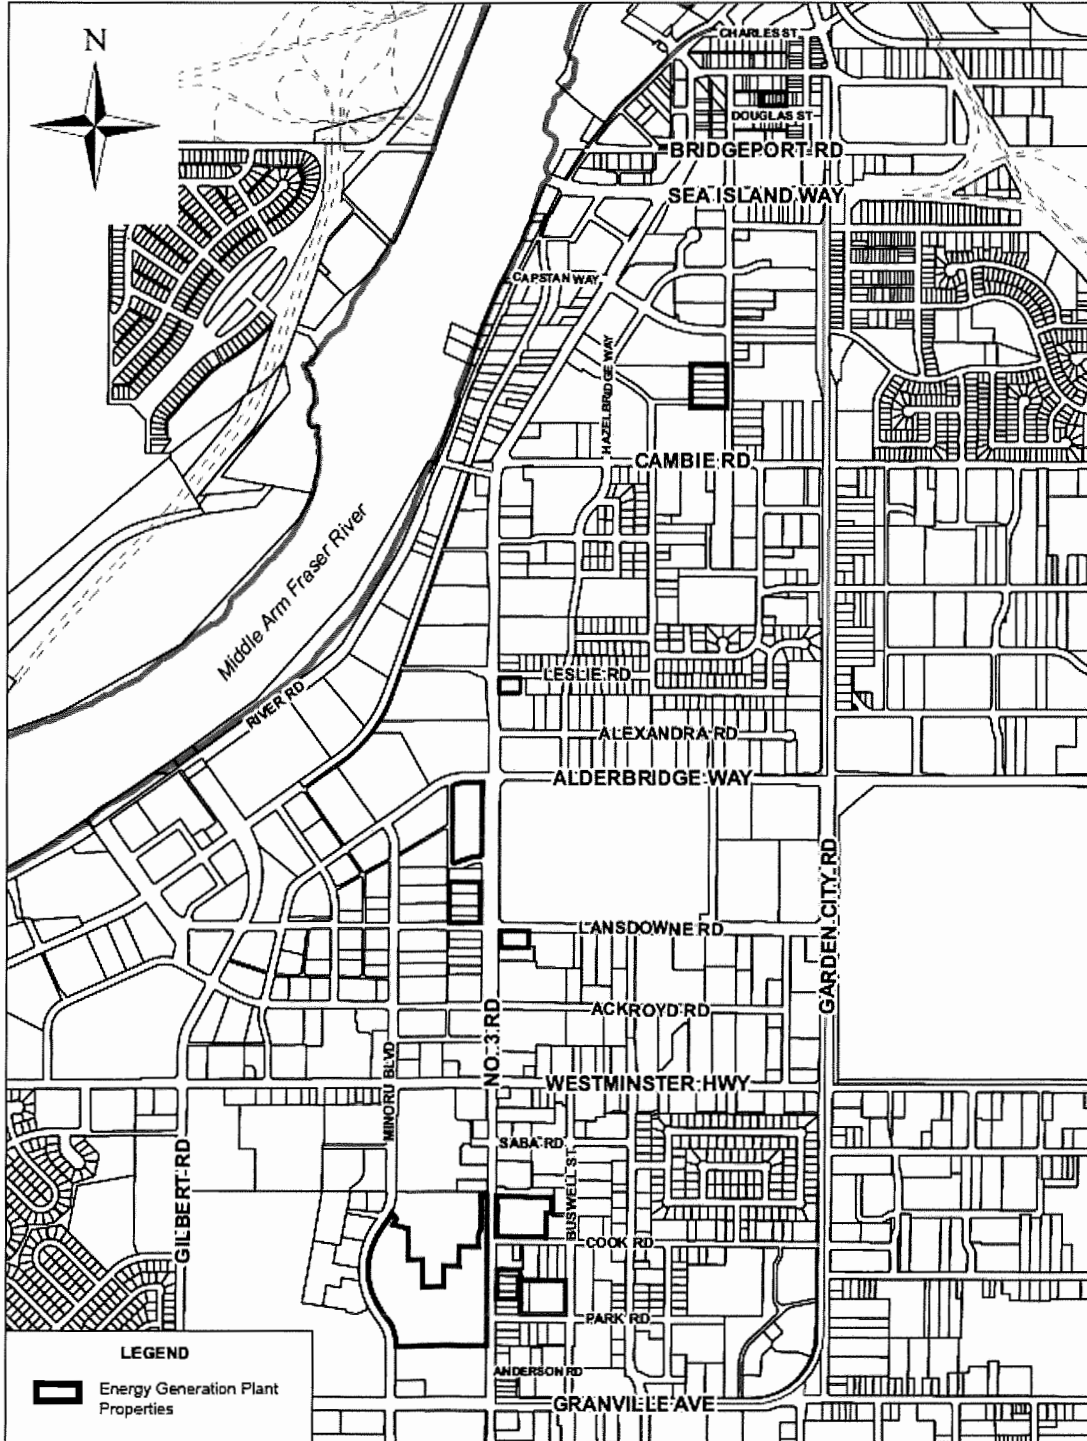 N
CHARLES ST
DOUGLAS ST
BRIDGEPORT RD
SEA ISLAND WAY
CAPSTAN WAY
HAZELBRIDGE WAY
CAMBIE RD
Middle Arm Fraser River
LESLIE RD
RIVER RD
ALEXANDRA RD
ALDERBRIDGE WAY
GARDEN CITY RD
LANSDOWNE RD
ACKROYD RD
NO. 3 RD
MINORU BLVD
WESTMINSTER HWY
SABA RD
GILBERT RD
BUSWELL ST
COOK RD
PARK RD
LEGEND
ANDERSON RD
Energy Generation Plant
Properties
GRANVILLE AVE